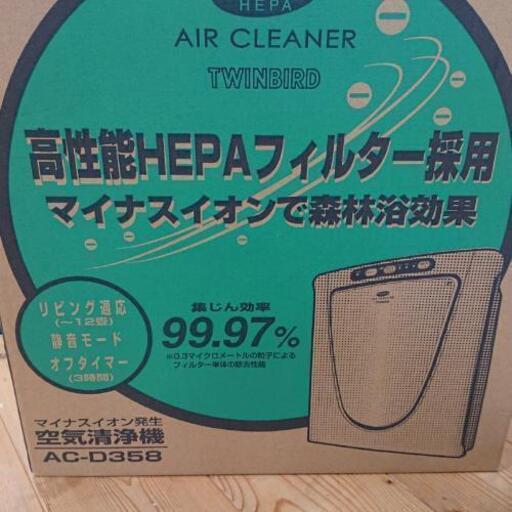 HEPA
AIR CLEANER
TWINBIRD
高性能HEPAフィルター採用
マイナスイオンで森林浴効果
リビング適応
(〜12畳)
静音モード
オフタイマー
(3時間)
集じん効率
99.97%
※0.3マイクロメートルの粒子による
フィルター単体の除去性能
マイナスイオン発生
空気清浄機
AC-D358